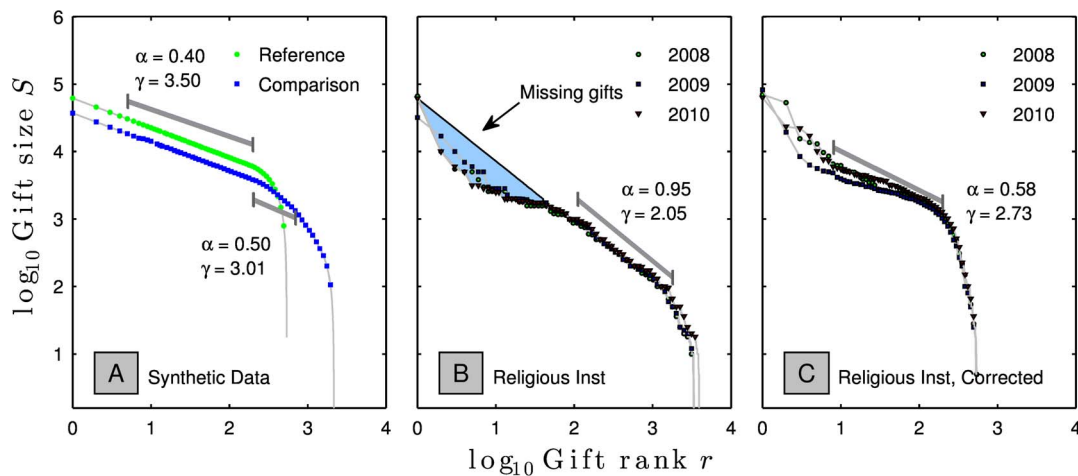 log10 Gift size S
6
5
4
3
2
1
α = 0.40
γ = 3.50
Reference
Comparison
α = 0.50
γ = 3.01
A
Synthetic Data
0 1 2 3 4
2008
2009
2010
Missing gifts
α = 0.95
γ = 2.05
B
Religious Inst
0 1 2 3 4
2008
2009
2010
α = 0.58
γ = 2.73
C
Religious Inst, Corrected
0 1 2 3 4
log10 Gift rank r